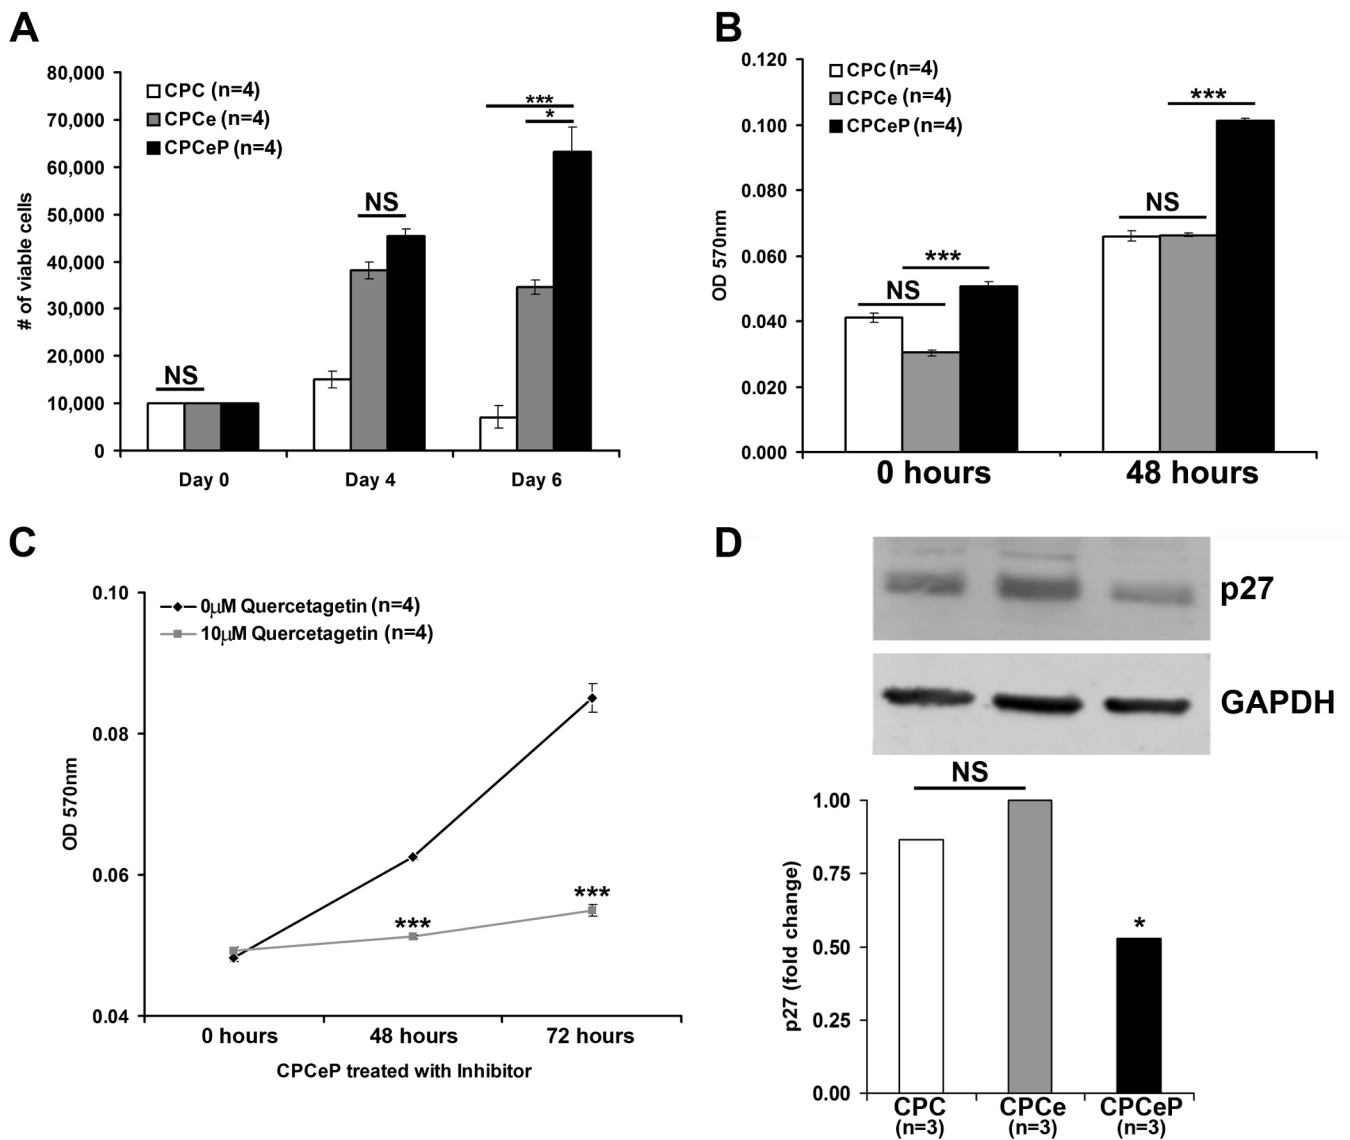 A
80,000
70,000
60,000
50,000
40,000
30,000
20,000
10,000
0
# of viable cells
CPC (n=4)
CPCe (n=4)
CPCeP (n=4)
NS
NS
***
*
Day 0
Day 4
Day 6
B
0.120
0.100
0.080
0.060
0.040
0.020
0.000
OD 570nm
CPC (n=4)
CPCe (n=4)
CPCeP (n=4)
NS
***
NS
***
0 hours
48 hours
C
0.10
0.08
0.06
0.04
OD 570nm
0μM Quercetagetin (n=4)
10μM Quercetagetin (n=4)
***
***
0 hours
48 hours
72 hours
CPCeP treated with Inhibitor
D
p27
GAPDH
NS
1.00
0.75
0.50
0.25
0.00
p27 (fold change)
*
CPC
(n=3)
CPCe
(n=3)
CPCeP
(n=3)